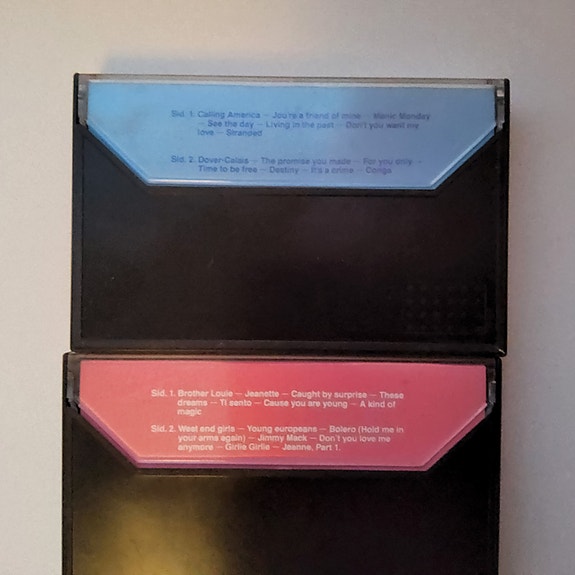 Sid. 1. Calling America — You're a friend of mine — Manic Monday
— See the day — Living in the past — Don't you want my
love — Stranded
Sid. 2. Dover-Calais — The promise you made — For you only —
Time to be free — Destiny — It's a crime — Congo
Sid. 1. Brother Louie — Jeanette — Caught by surprise — These
dreams — Ti sento — Cause you are young — A kind of
magic
Sid. 2. West end girls — Young europeans — Bolero (Hold me in
your arms again) — Jimmy Mack — Don't you love me
anymore — Girlie Girlie — Jeanne, Part 1.